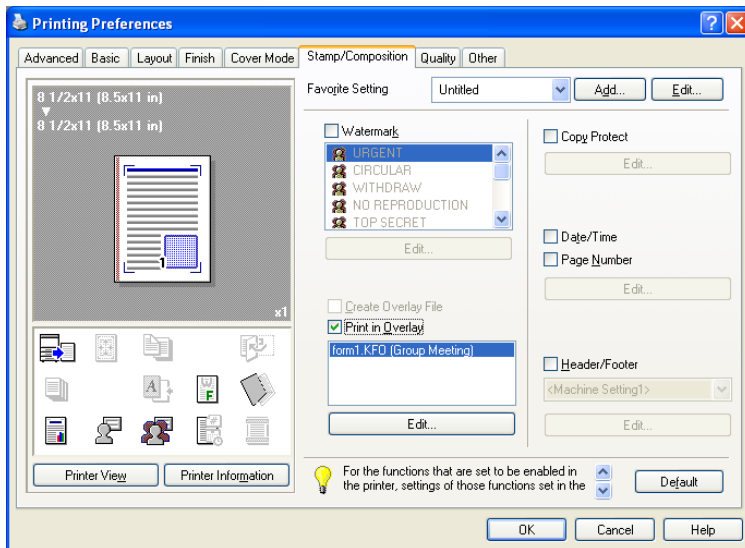 Printing Preferences
Advanced Basic Layout Finish Cover Mode Stamp/Composition Quality Other
8 1/2x11 (8.5x11 in)
8 1/2x11 (8.5x11 in)
1
x1
Printer View Printer Information
Favorite Setting Untitled Add... Edit...
Watermark
URGENT
CIRCULAR
WITHDRAW
NO REPRODUCTION
TOP SECRET
Edit...
Create Overlay File
Print in Overlay
form1.KFO (Group Meeting)
Edit...
Copy Protect
Edit...
Date/Time
Page Number
Edit...
Header/Footer
<Machine Setting1>
Edit...
For the functions that are set to be enabled in
the printer, settings of those functions set in the
Default
OK Cancel Help